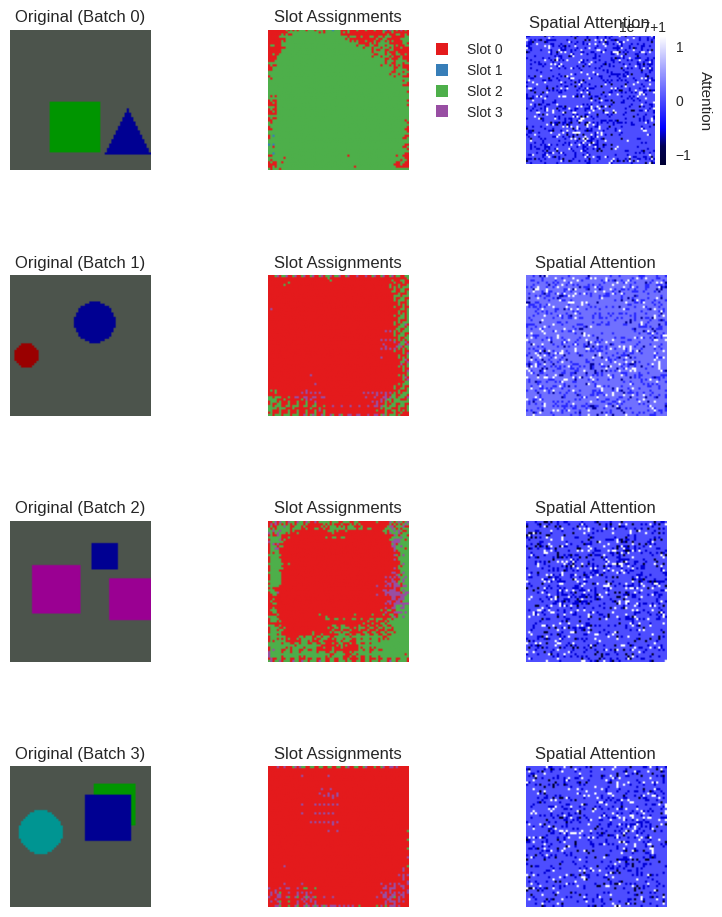 Original (Batch 0)
Slot Assignments
Spatial Attention
1e−7+1
Slot 0
Slot 1
Slot 2
Slot 3
1
0
−1
Attention
Original (Batch 1)
Slot Assignments
Spatial Attention
Original (Batch 2)
Slot Assignments
Spatial Attention
Original (Batch 3)
Slot Assignments
Spatial Attention